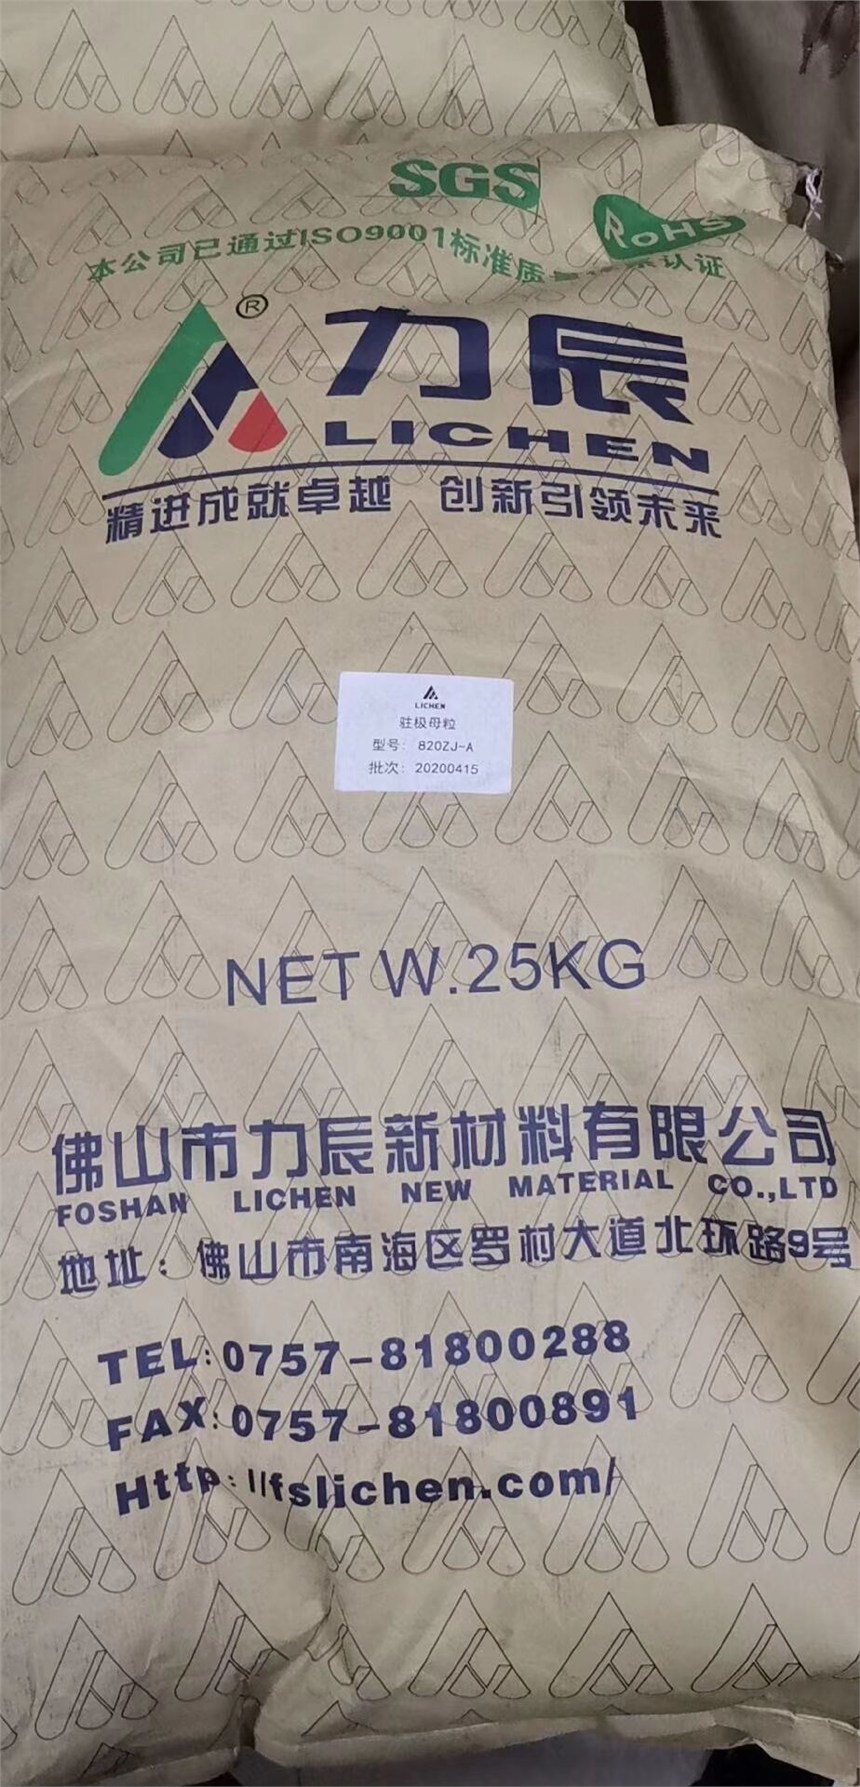 SGS
RoHS
本公司已通过ISO9001标准质认证
®
力辰
LICHEN
精进成就卓越 创新引领未来
LICHEN
驻极母粒
型号: 820ZJ-A
批次: 20200415
NET W.25KG
佛山市力辰新材料有限公司
FOSHAN LICHEN NEW MATERIAL CO.,LTD
地址: 佛山市南海区罗村大道北环路9号
TEL:0757-81800288
FAX:0757-81800891
Http://fslichen.com/